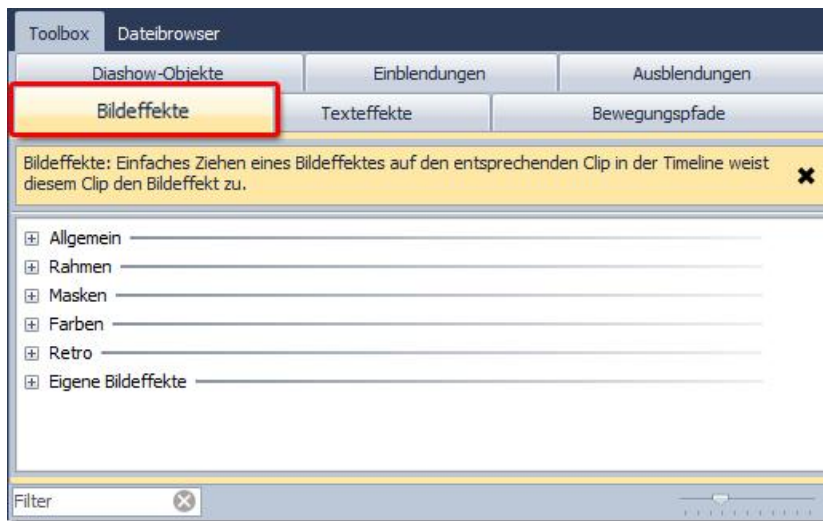 Toolbox Dateibrowser
Diashow-Objekte Einblendungen Ausblendungen
Bildeffekte Texteffekte Bewegungspfade
Bildeffekte: Einfaches Ziehen eines Bildeffektes auf den entsprechenden Clip in der Timeline weist
diesem Clip den Bildeffekt zu.
Allgemein
Rahmen
Masken
Farben
Retro
Eigene Bildeffekte
Filter